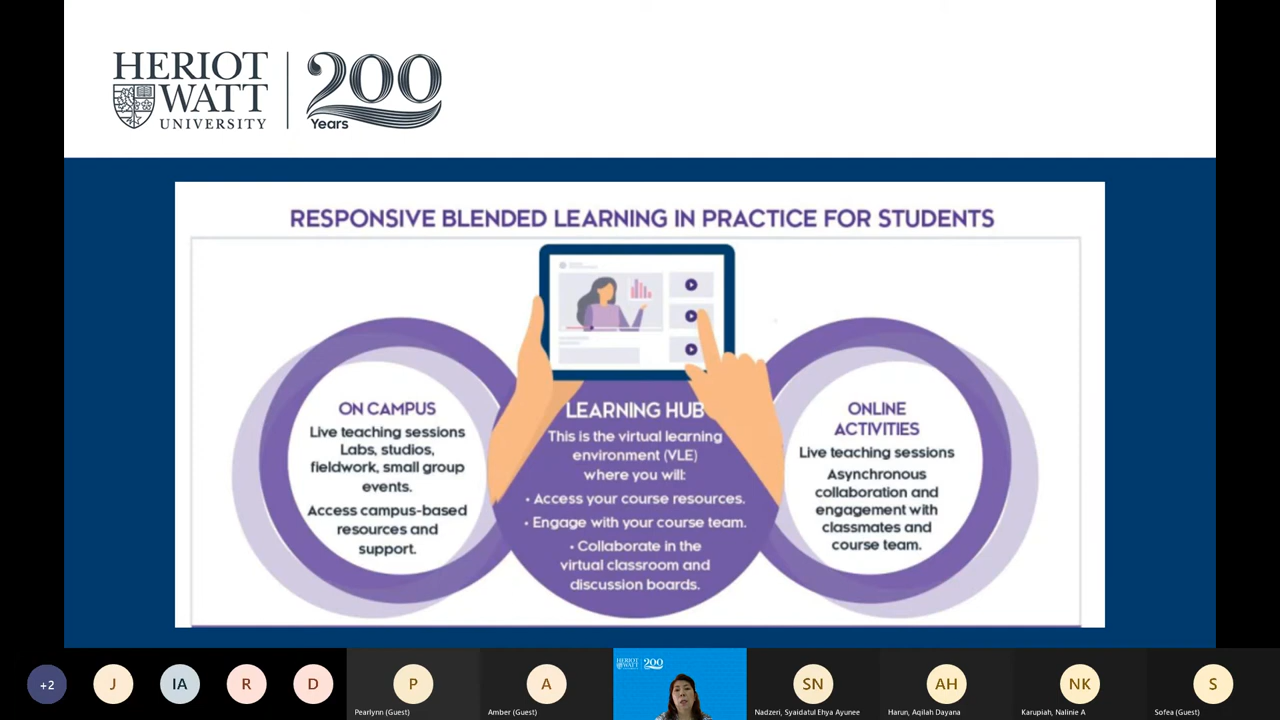 HERIOT
WATT
UNIVERSITY
200
Years
RESPONSIVE BLENDED LEARNING IN PRACTICE FOR STUDENTS
ON CAMPUS
Live teaching sessions
Labs, studios,
fieldwork, small group
events.
Access campus-based
resources and
support.
LEARNING HUB
This is the virtual learning
environment (VLE)
where you will:
• Access your course resources.
• Engage with your course team.
• Collaborate in the
virtual classroom and
discussion boards.
ONLINE
ACTIVITIES
Live teaching sessions
Asynchronous
collaboration and
engagement with
classmates and
course team.
+2
J
IA
R
D
P
Pearlynn (Guest)
A
Amber (Guest)
HERIOT
WATT
200
SN
Nadzeri, Syaidatul Ehya Ayunee
AH
Harun, Aqilah Dayana
NK
Karupiah, Nalinie A
S
Sofea (Guest)